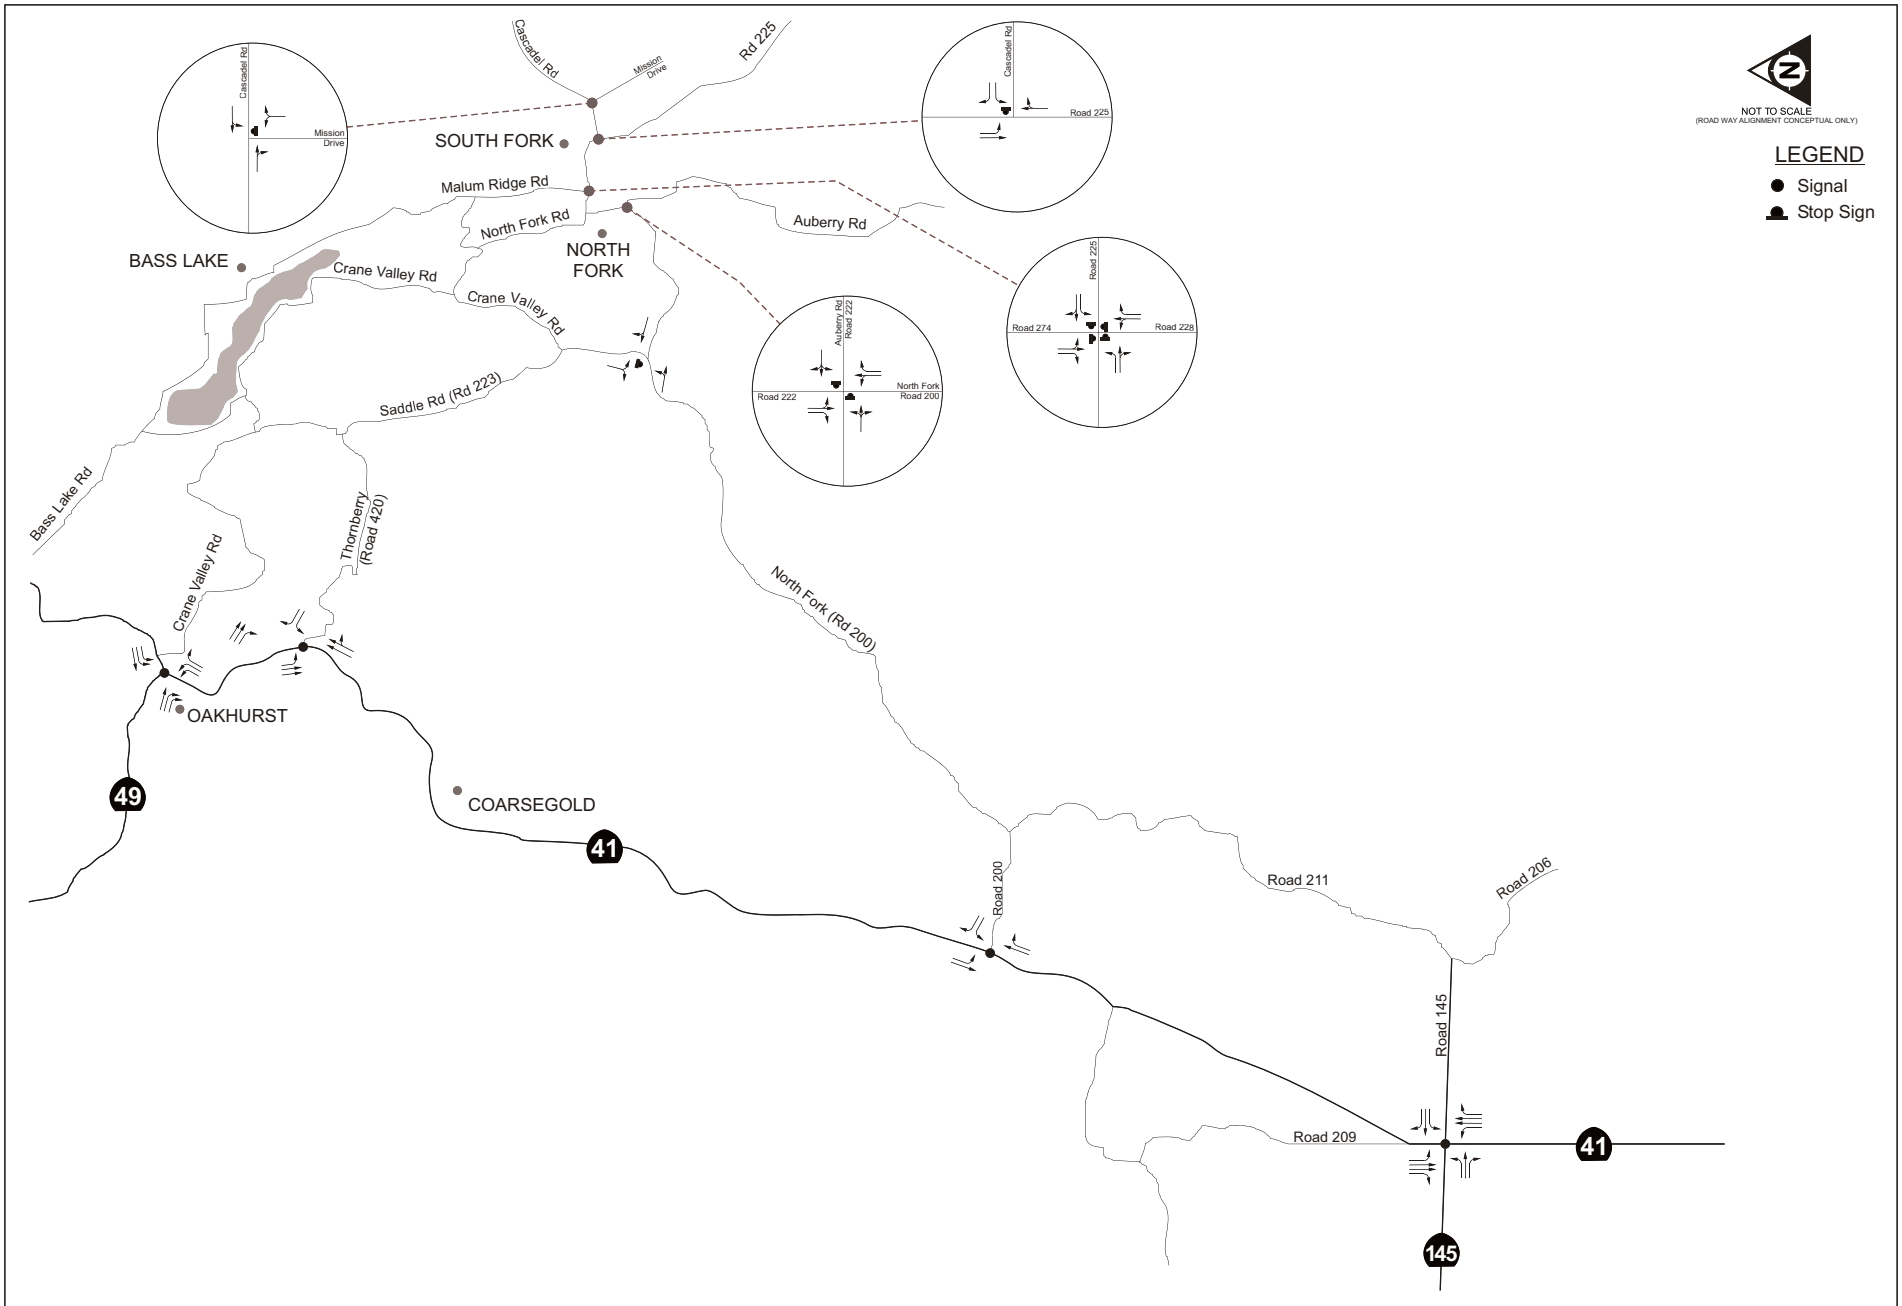 Cascadel Rd
Mission
Drive
Rd 225
Cascadel Rd
Mission
Drive
Cascadel Rd
Road 225
N
NOT TO SCALE
(ROAD WAY ALIGNMENT CONCEPTUAL ONLY)
LEGEND
Signal
Stop Sign
SOUTH FORK
Malum Ridge Rd
North Fork Rd
NORTH
FORK
Auberry Rd
BASS LAKE
Crane Valley Rd
Crane Valley Rd
Road 225
Road 274
Road 228
Auberry Rd
Road 222
North Fork
Road 222
Road 200
Saddle Rd (Rd 223)
Bass Lake Rd
Thornberry
(Road 420)
Crane Valley Rd
North Fork (Rd 200)
OAKHURST
49
COARSEGOLD
41
Road 200
Road 211
Road 206
Road 145
Road 209
41
145